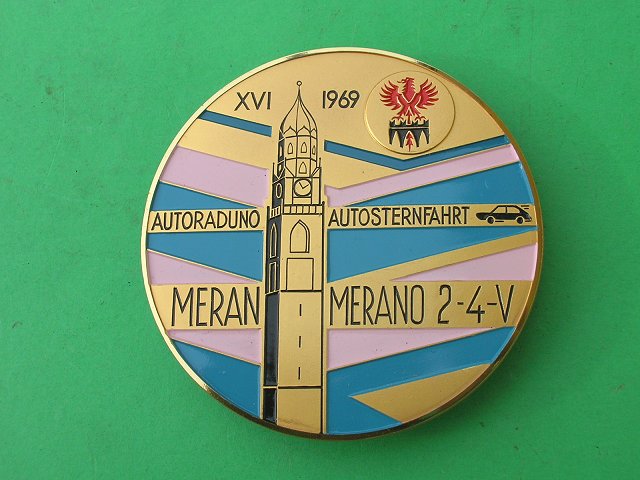 XVI 1969
AUTORADUNO AUTOSTERNFAHRT
MERAN MERANO 2-4-V